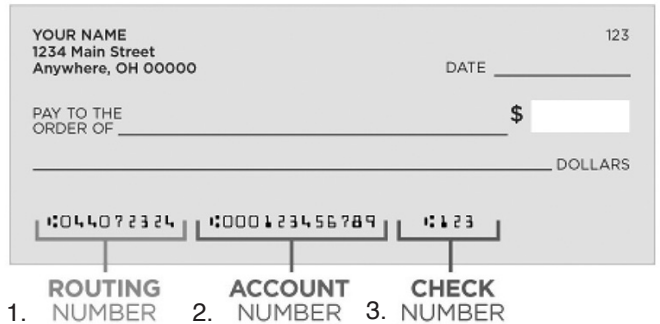 YOUR NAME 123
1234 Main Street
Anywhere, OH 00000
DATE
PAY TO THE
ORDER OF $
DOLLARS
⑆044072324 ⑆000123456789 ⑆123
1. ROUTING NUMBER 2. ACCOUNT NUMBER 3. CHECK NUMBER